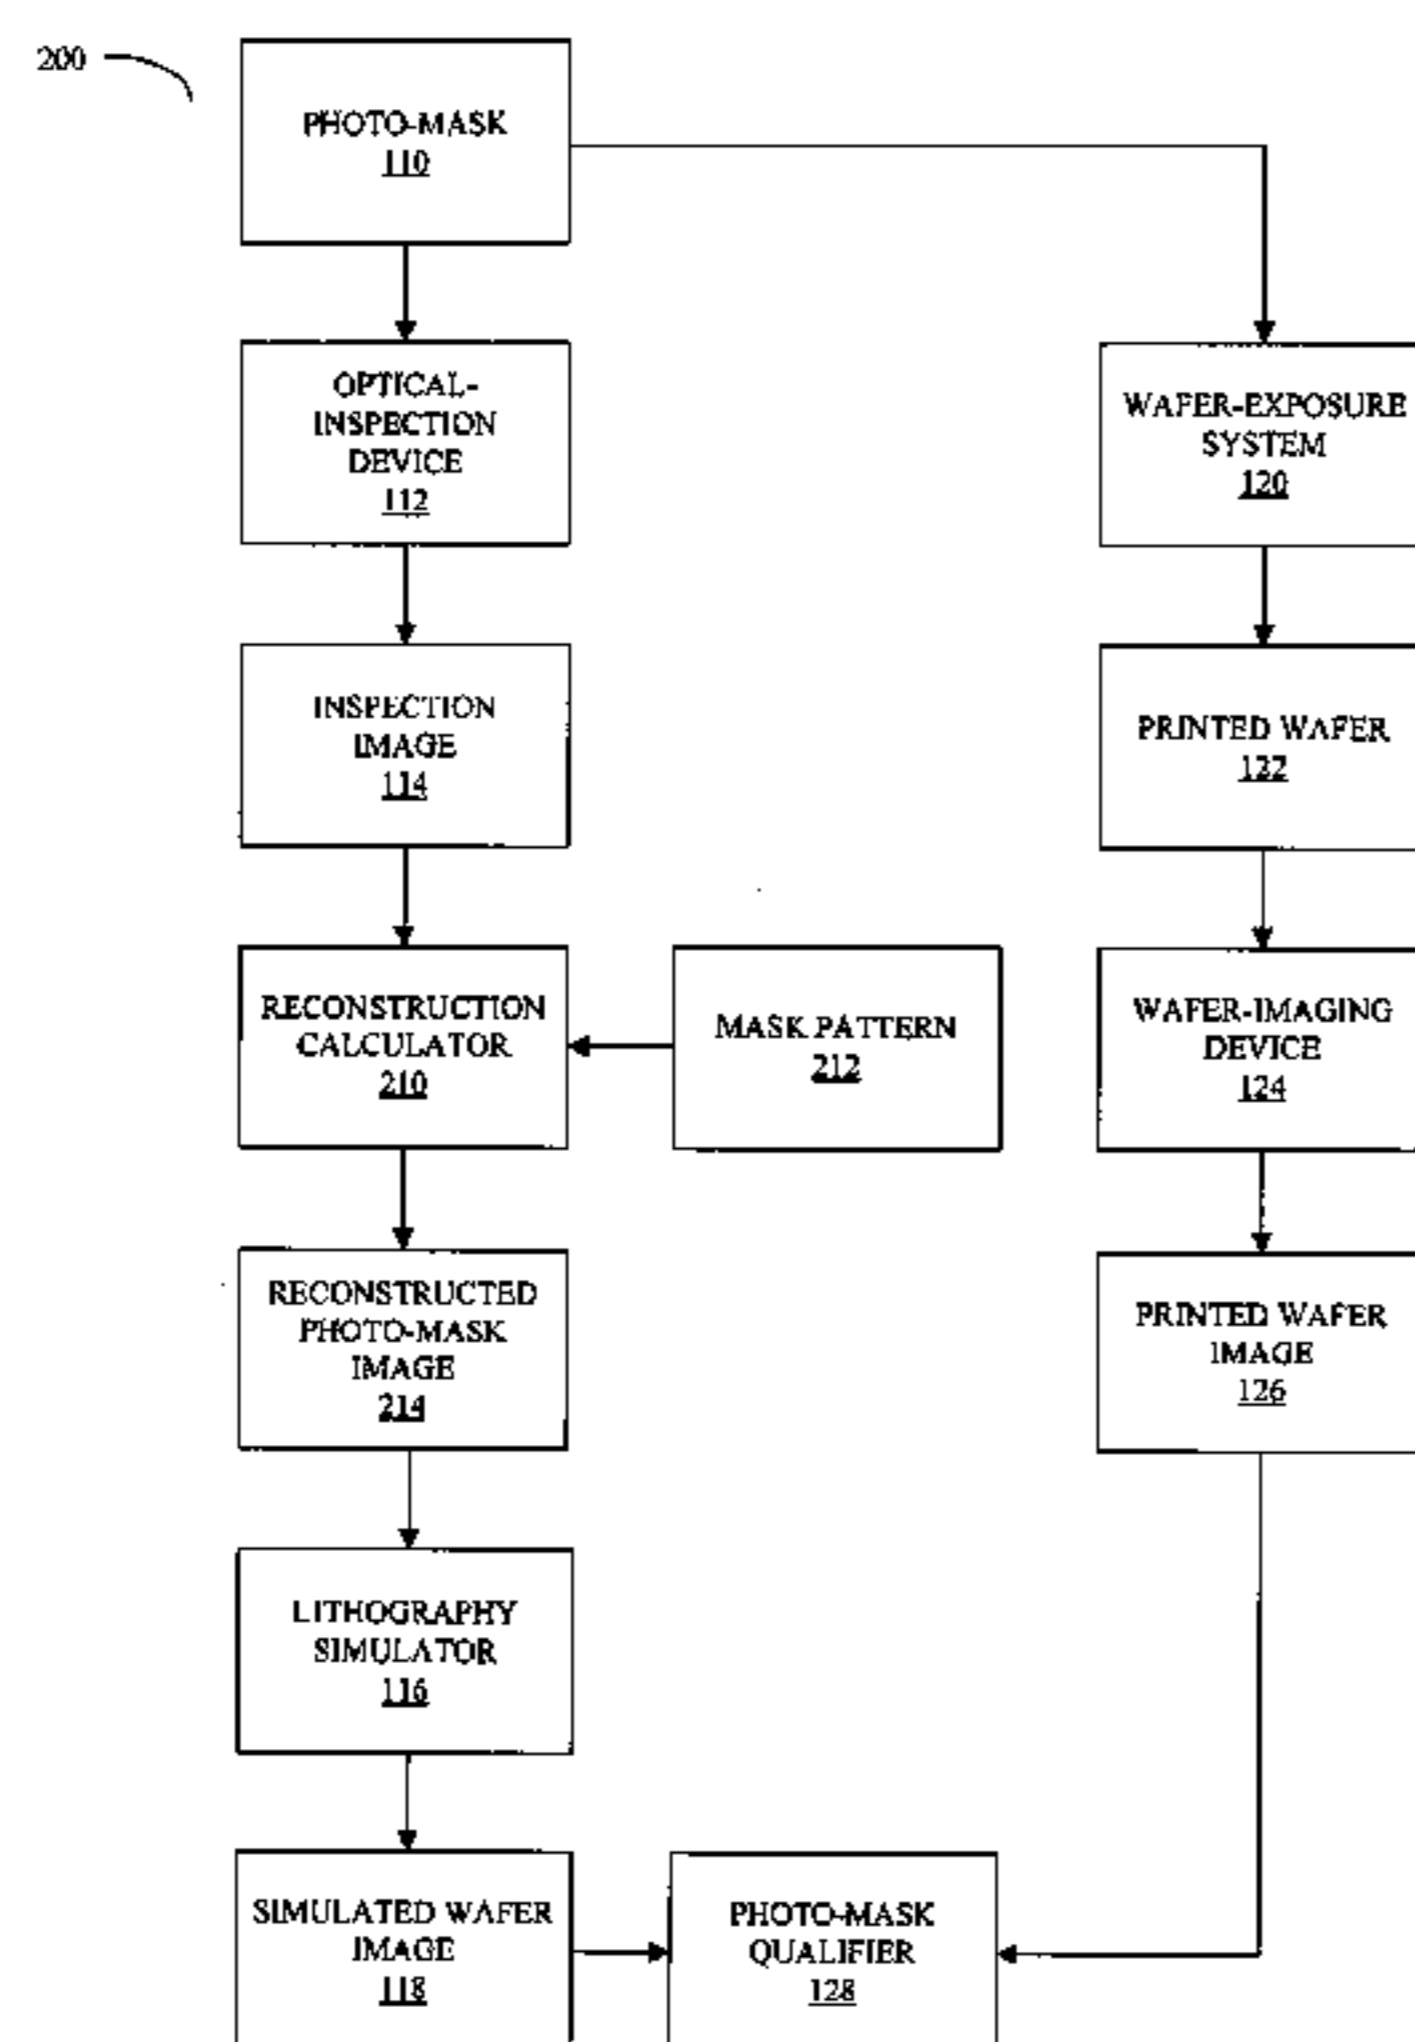 200
PHOTO-MASK
110
OPTICAL-
INSPECTION
DEVICE
112
WAFER-EXPOSURE
SYSTEM
120
INSPECTION
IMAGE
114
PRINTED WAFER
122
RECONSTRUCTION
CALCULATOR
210
MASK PATTERN
212
WAFER-IMAGING
DEVICE
124
RECONSTRUCTED
PHOTO-MASK
IMAGE
214
PRINTED WAFER
IMAGE
126
LITHOGRAPHY
SIMULATOR
116
SIMULATED WAFER
IMAGE
118
PHOTO-MASK
QUALIFIER
128